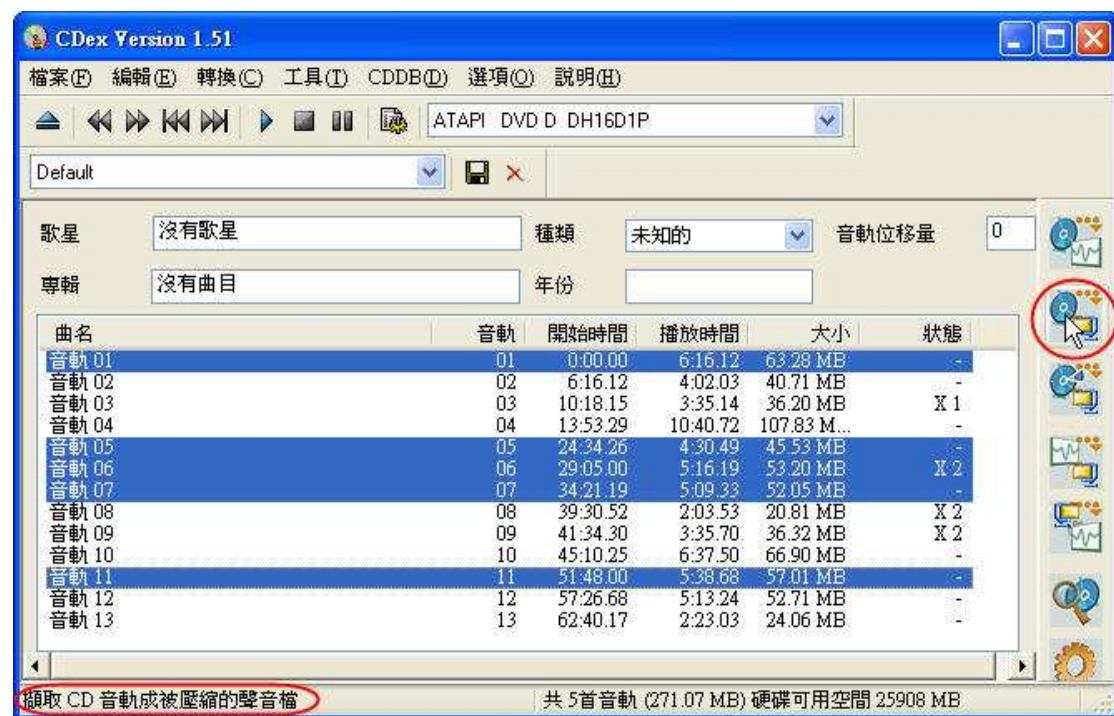 CDex Version 1.51
檔案(F) 編輯(E) 轉換(C) 工具(T) CDDB(D) 選項(O) 說明(H)
ATAPI DVD D DH16D1P
Default
歌星 沒有歌星 種類 未知的 音動位移量 0
專輯 沒有曲目 年份
曲名 音軌 開始時間 播放時間 大小 狀態
音軌 01 01 0:00.00 6:16.12 63.28 MB -
音軌 02 02 6:16.12 4:02.03 40.71 MB -
音軌 03 03 10:18.15 3:35.14 36.20 MB X 1
音軌 04 04 13:53.29 10:40.72 107.83 M... -
音軌 05 05 24:34.26 4:30.49 45.53 MB -
音軌 06 06 29:05.00 5:16.19 53.20 MB X 2
音軌 07 07 34:21.19 5:09.33 52.05 MB -
音軌 08 08 39:30.52 2:03.53 20.81 MB X 2
音軌 09 09 41:34.30 3:35.70 36.32 MB X 2
音軌 10 10 45:10.25 6:37.50 66.90 MB -
音軌 11 11 51:48.00 5:38.68 57.01 MB -
音軌 12 12 57:26.68 5:13.24 52.71 MB -
音軌 13 13 62:40.17 2:23.03 24.06 MB -
擷取 CD 音軌成被壓縮的聲音檔 共 5首音軌 (271.07 MB) 硬碟可用空間 25908 MB